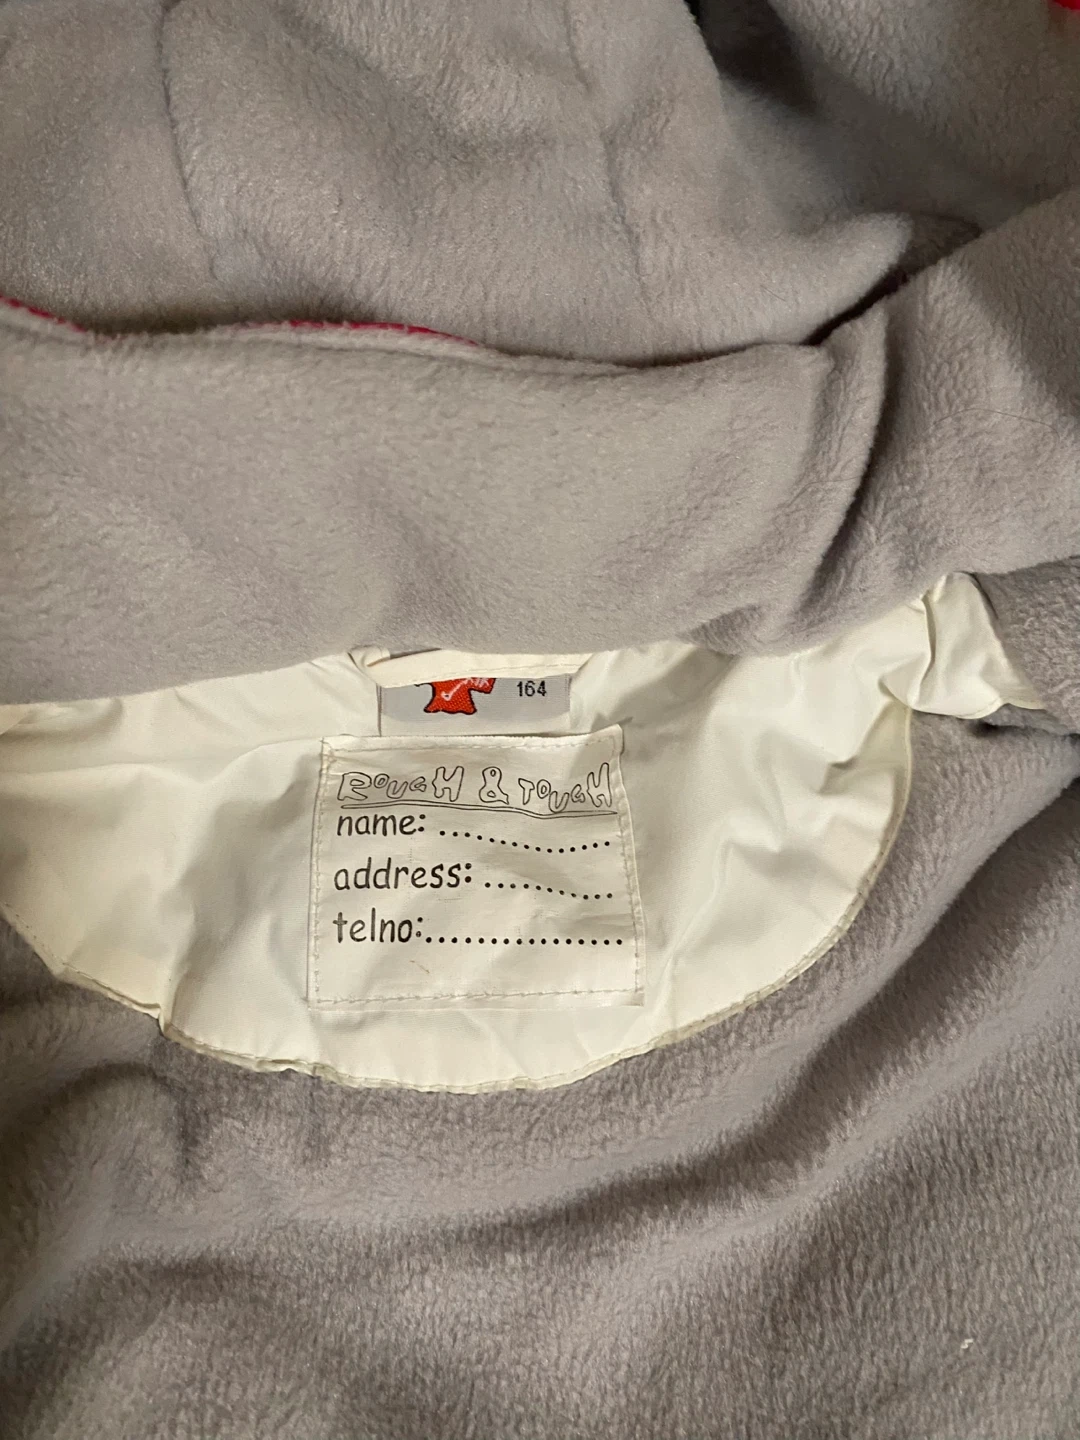 164
ROUGH & TOUGH
name: ................
address: ............
telno:................